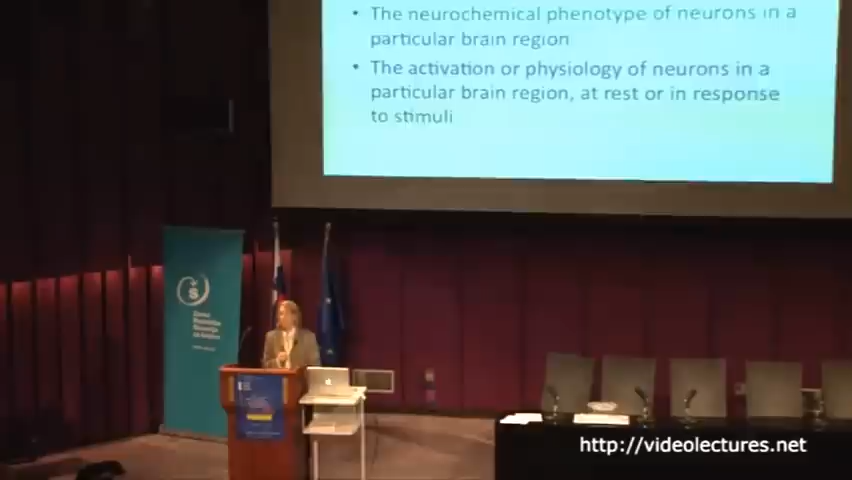 • The neurochemical phenotype of neurons in a
particular brain region
• The activation or physiology of neurons in a
particular brain region, at rest or in response
to stimuli
http://videolectures.net